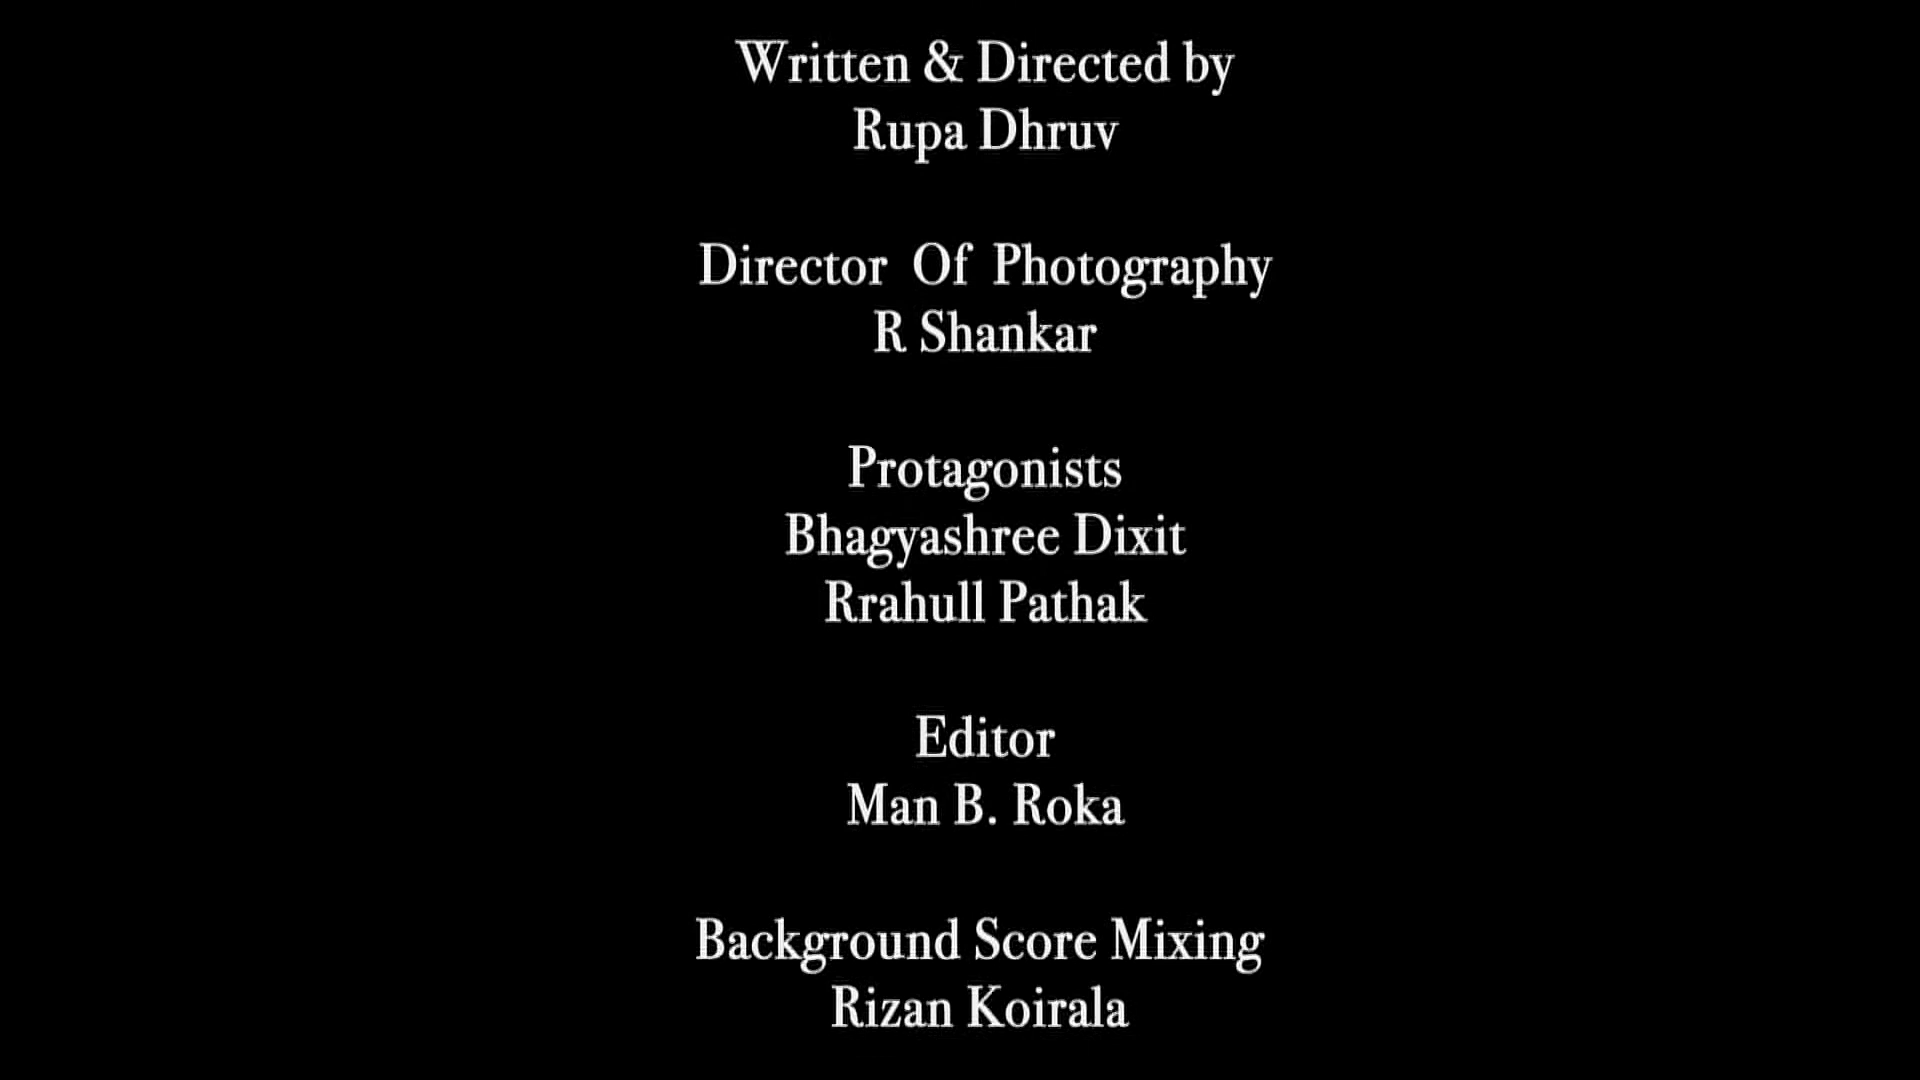 Written & Directed by
Rupa Dhruv
Director Of Photography
R Shankar
Protagonists
Bhagyashree Dixit
Rrahull Pathak
Editor
Man B. Roka
Background Score Mixing
Rizan Koirala